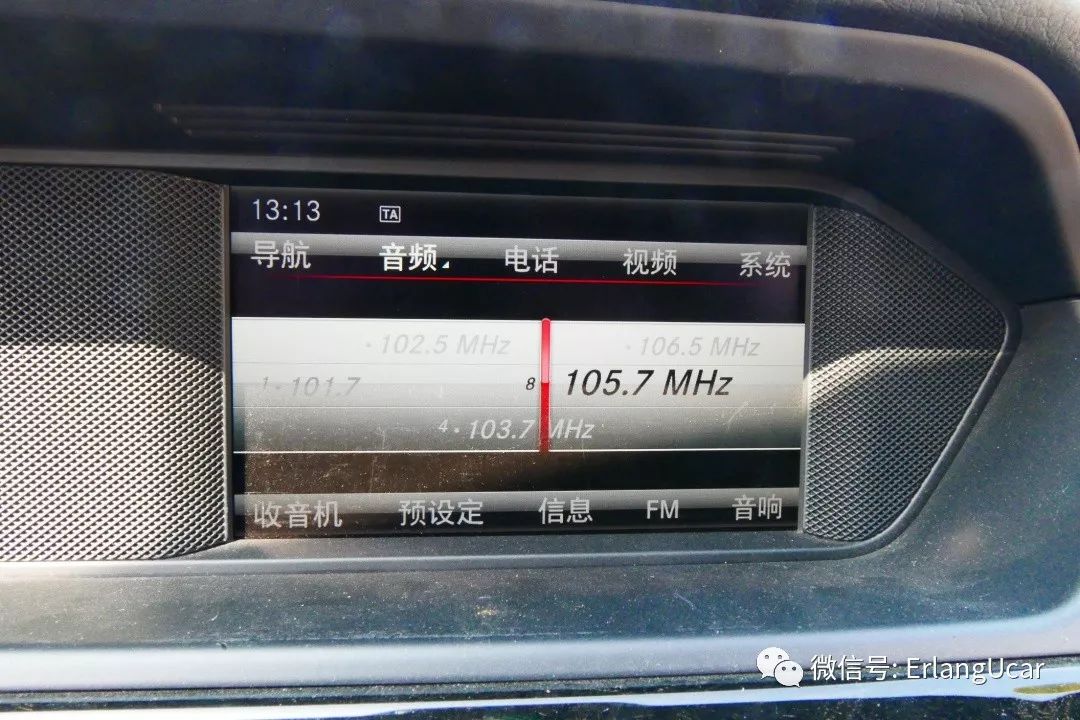 13:13 TA
导航 音频 电话 视频 系统
· 102.5 MHz · 106.5 MHz
1 · 101.7 8 105.7 MHz
4 · 103.7 MHz
收音机 预设定 信息 FM 音响
微信号: ErlangUcar